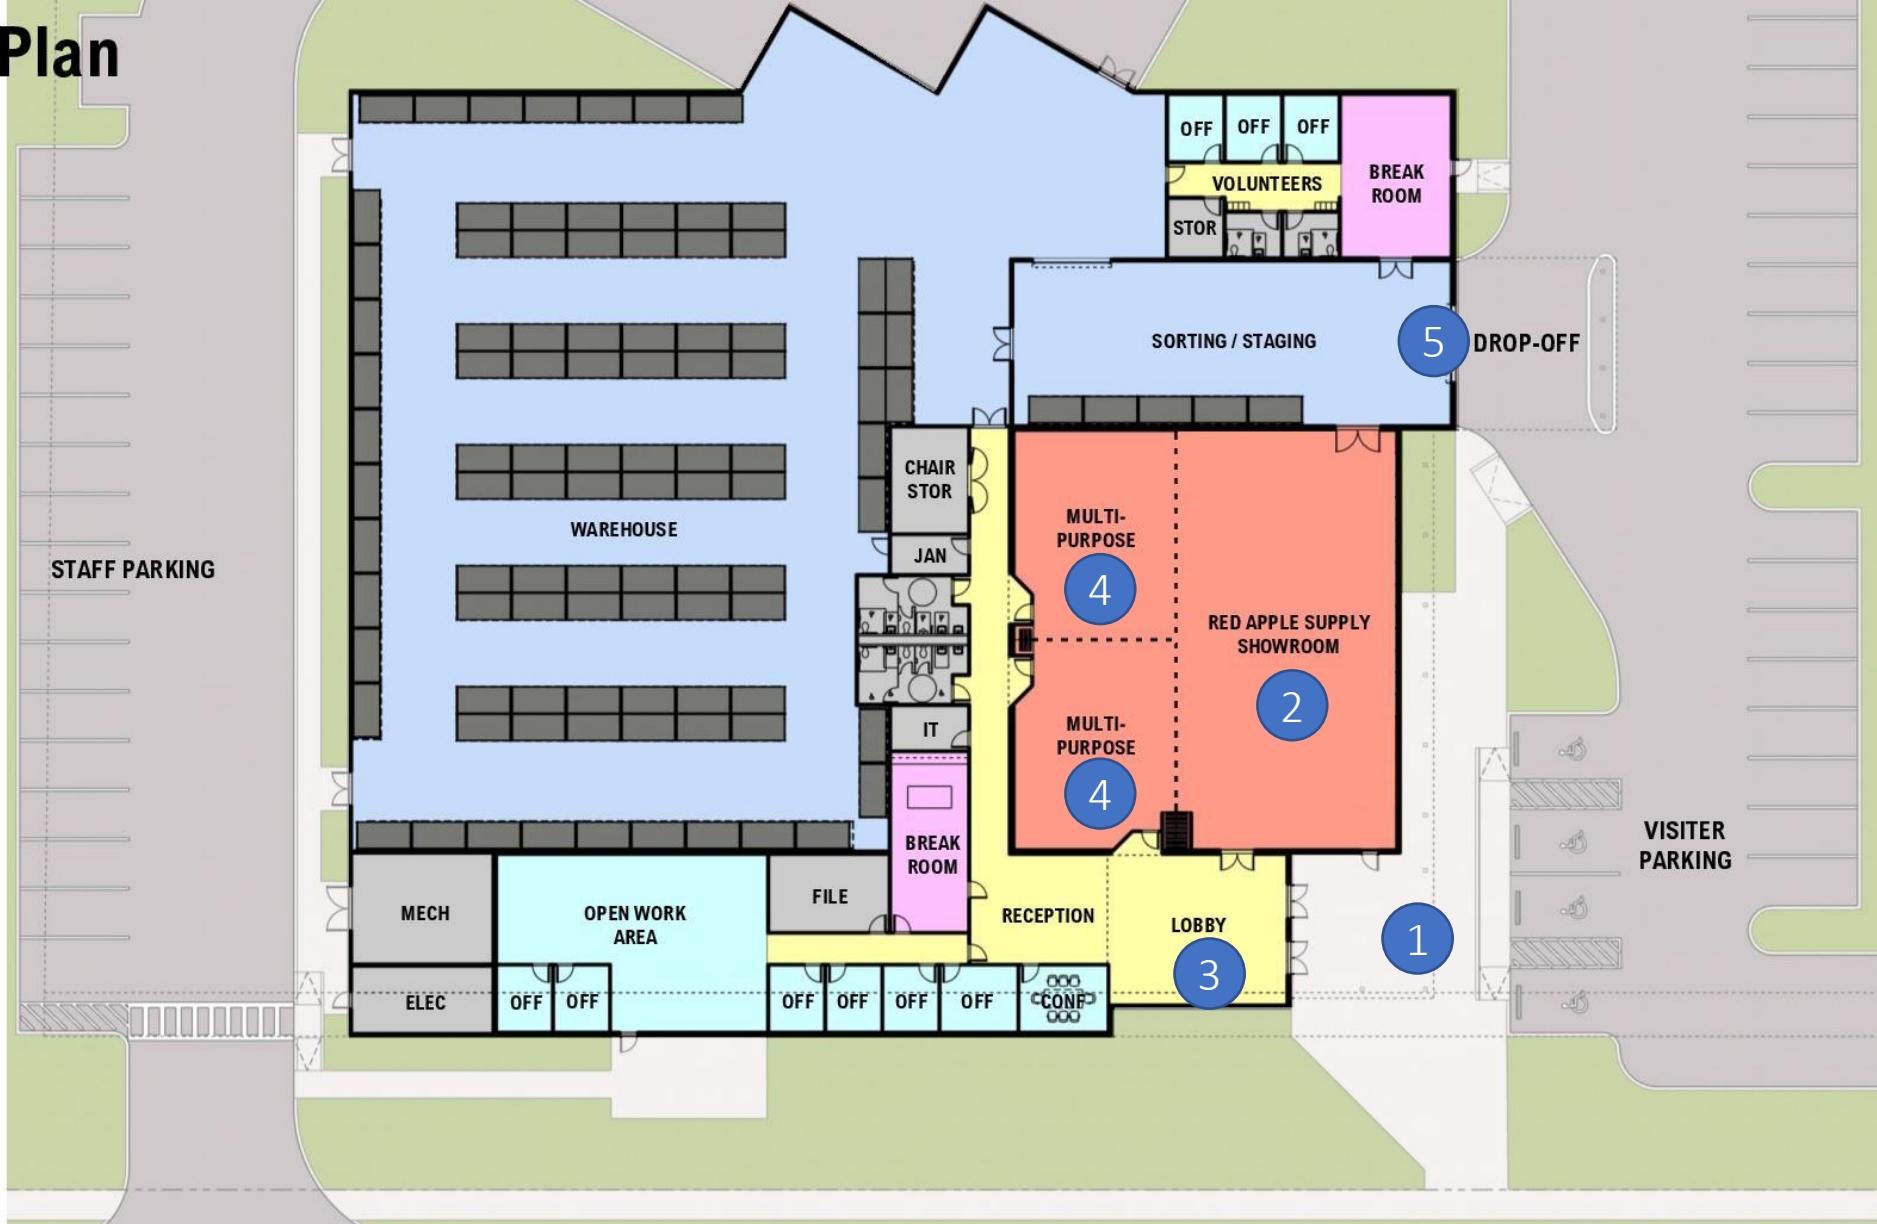 Plan
OFF
OFF
OFF
BREAK
ROOM
VOLUNTEERS
STOR
SORTING / STAGING
5
DROP-OFF
CHAIR
STOR
MULTI-
PURPOSE
4
WAREHOUSE
JAN
STAFF PARKING
RED APPLE SUPPLY
SHOWROOM
2
IT
MULTI-
PURPOSE
4
BREAK
ROOM
VISITER
PARKING
MECH
OPEN WORK
AREA
FILE
RECEPTION
LOBBY
3
1
ELEC
OFF
OFF
OFF
OFF
OFF
OFF
CONF